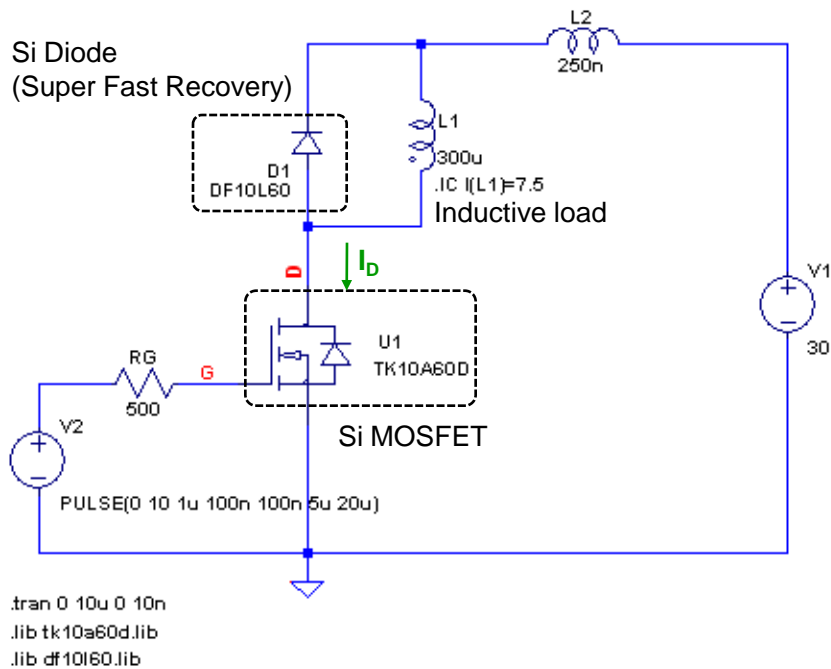 L2
250n
Si Diode
(Super Fast Recovery)
L1
300u
.IC I(L1)=7.5
D1
DF10L60
Inductive load
D
ID
V1
30
U1
TK10A60D
RG
G
500
Si MOSFET
V2
PULSE(0 10 1u 100n 100n 5u 20u)
.tran 0 10u 0 10n
.lib tk10a60d.lib
.lib df10l60.lib